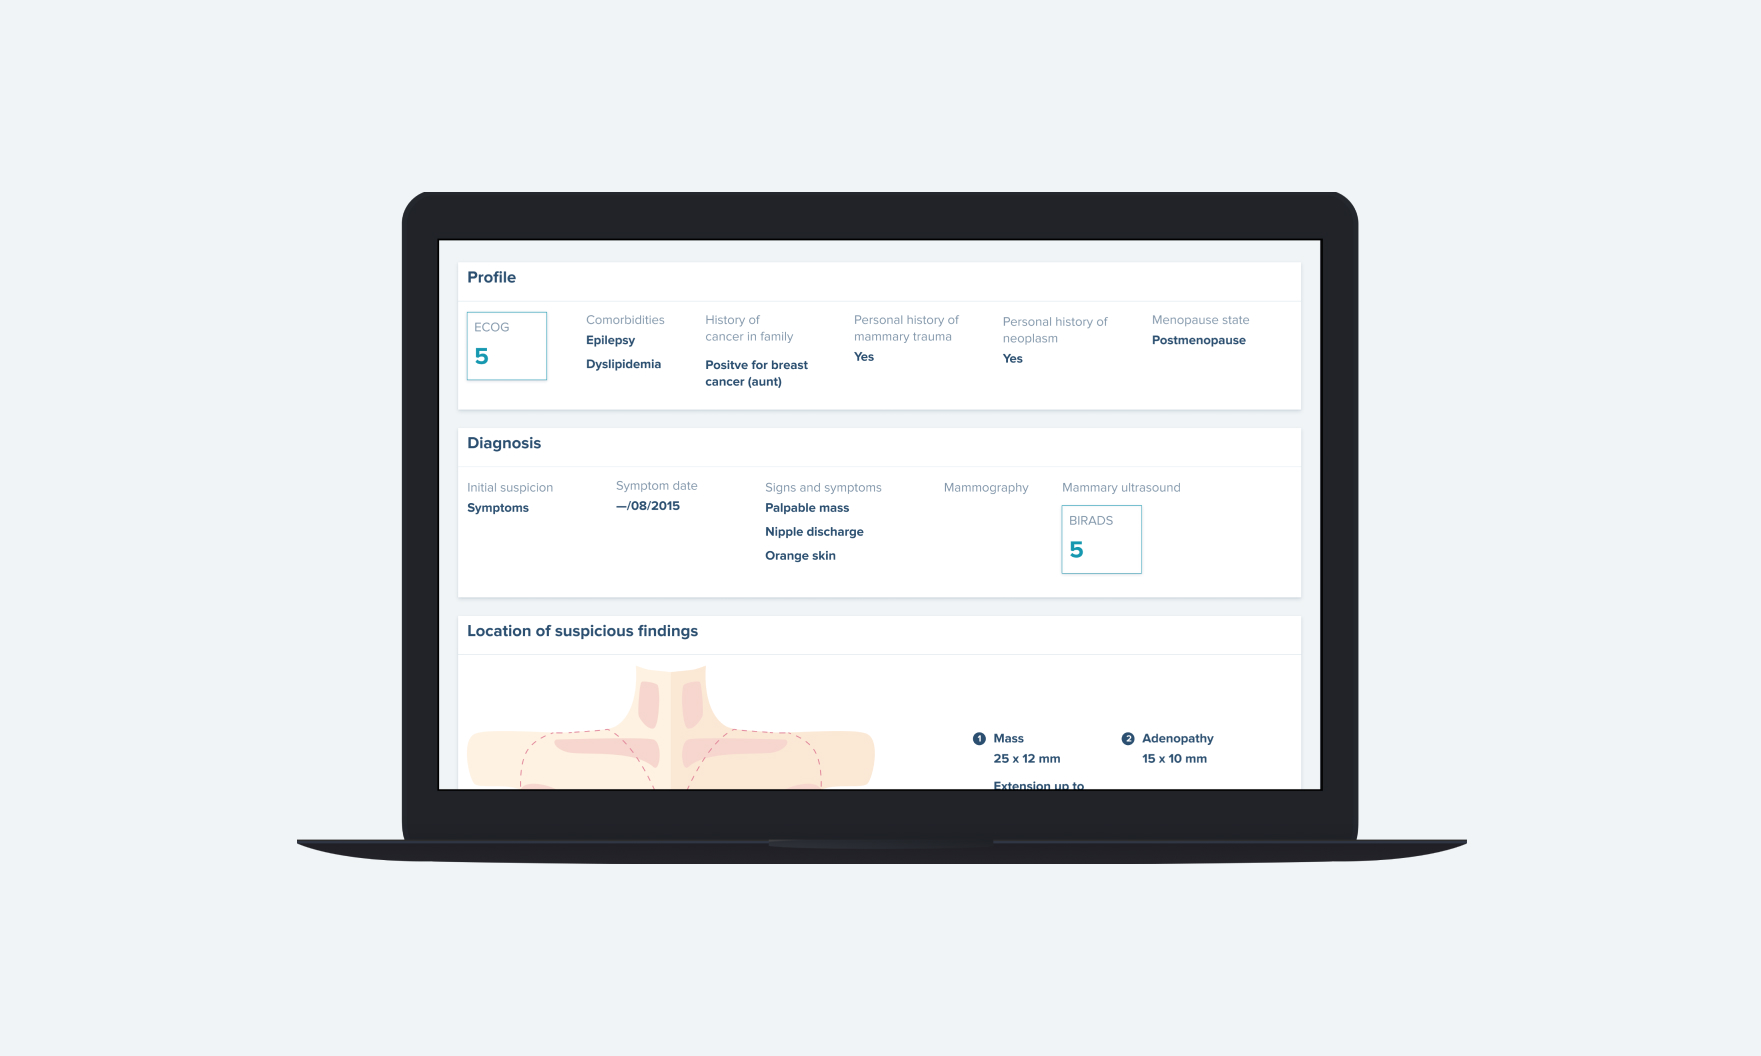 Profile
ECOG
5
Comorbidities
Epilepsy
Dyslipidemia
History of
cancer in family
Positve for breast
cancer (aunt)
Personal history of
mammary trauma
Yes
Personal history of
neoplasm
Yes
Menopause state
Postmenopause
Diagnosis
Initial suspicion
Symptoms
Symptom date
—/08/2015
Signs and symptoms
Palpable mass
Nipple discharge
Orange skin
Mammography
Mammary ultrasound
BIRADS
5
Location of suspicious findings
1 Mass
25 x 12 mm
Extension up to
2 Adenopathy
15 x 10 mm